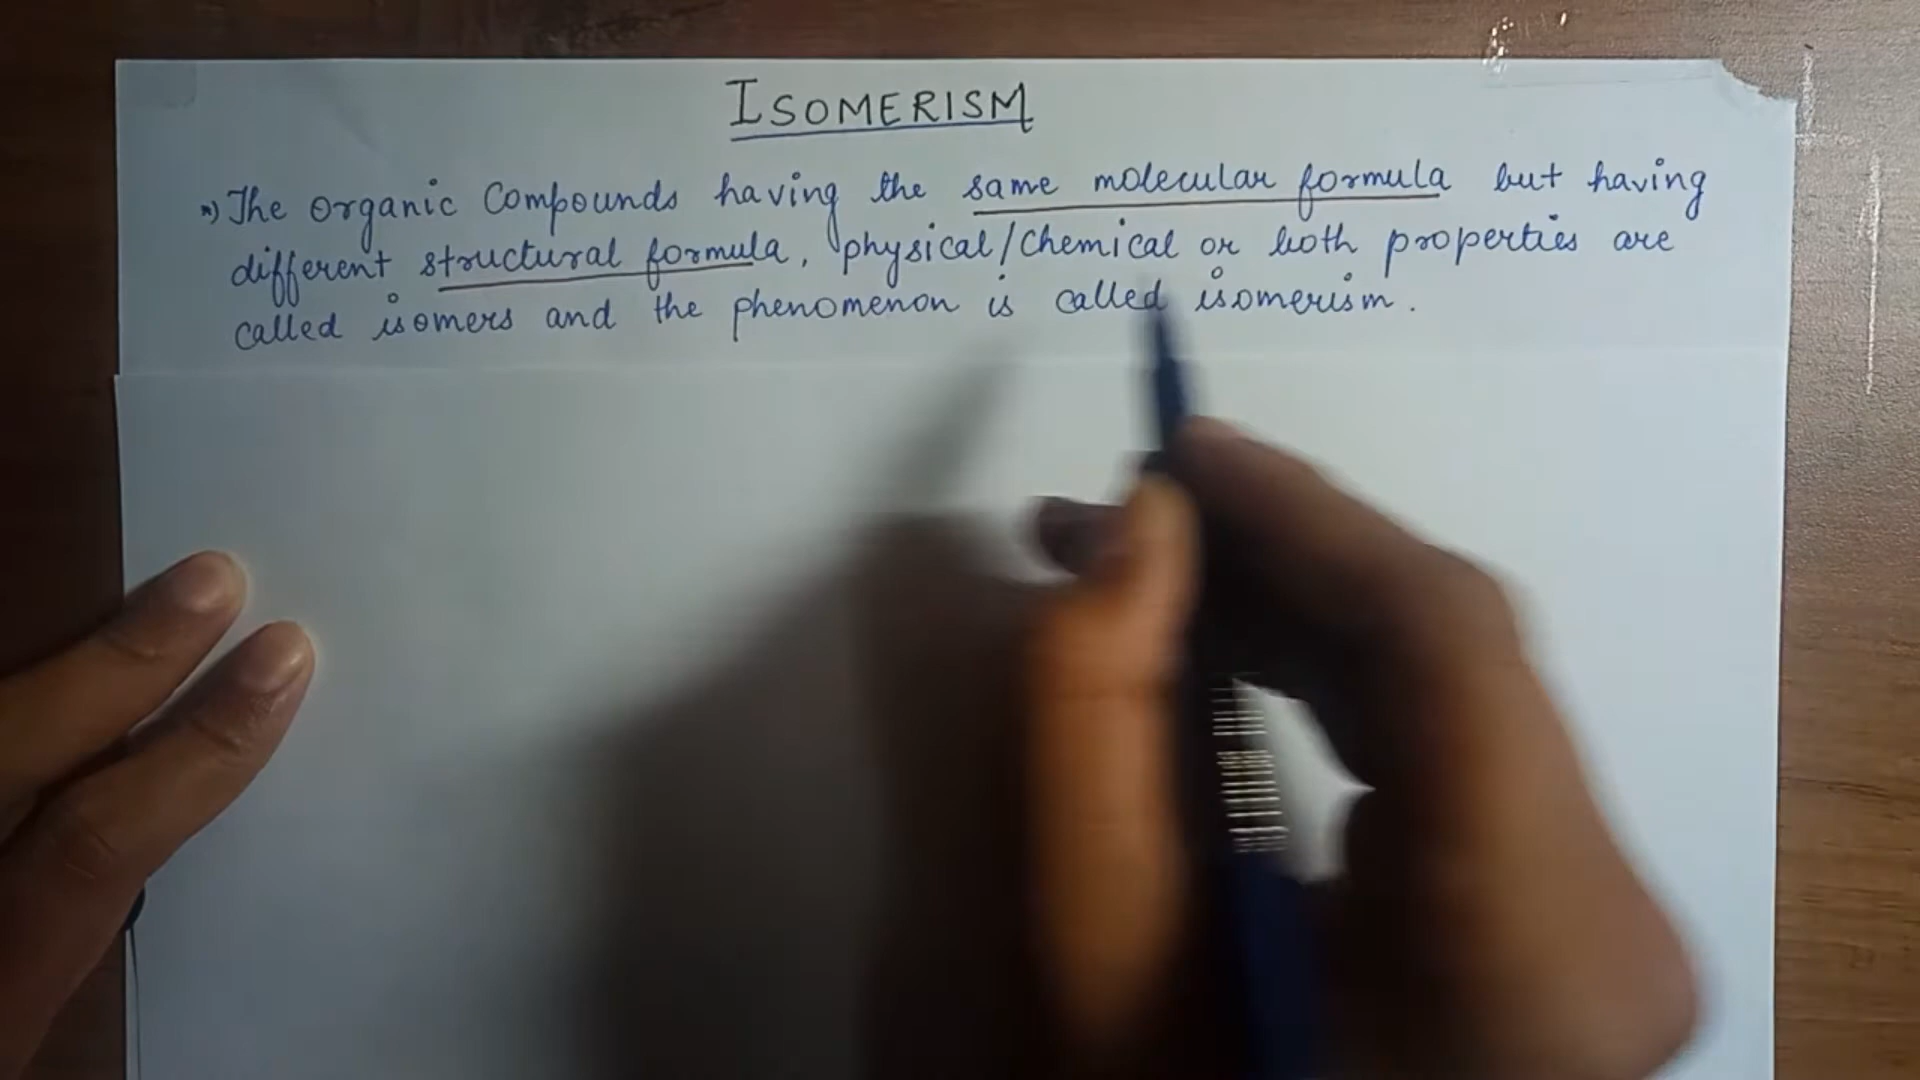 ISOMERISM
» The organic Compounds having the same molecular formula but having
different structural formula, physical/chemical or both properties are
called isomers and the phenomenon is called isomerism.